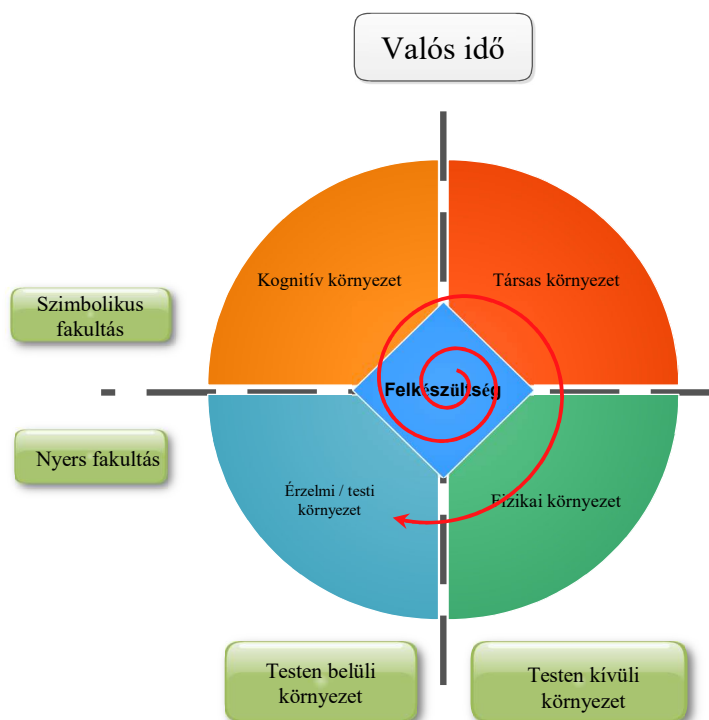 Valós idő
Kognitív környezet
Társas környezet
Szimbolikus
fakultás
Felkészültség
Nyers fakultás
Érzelmi / testi
környezet
Fizikai környezet
Testen belüli
környezet
Testen kívüli
környezet